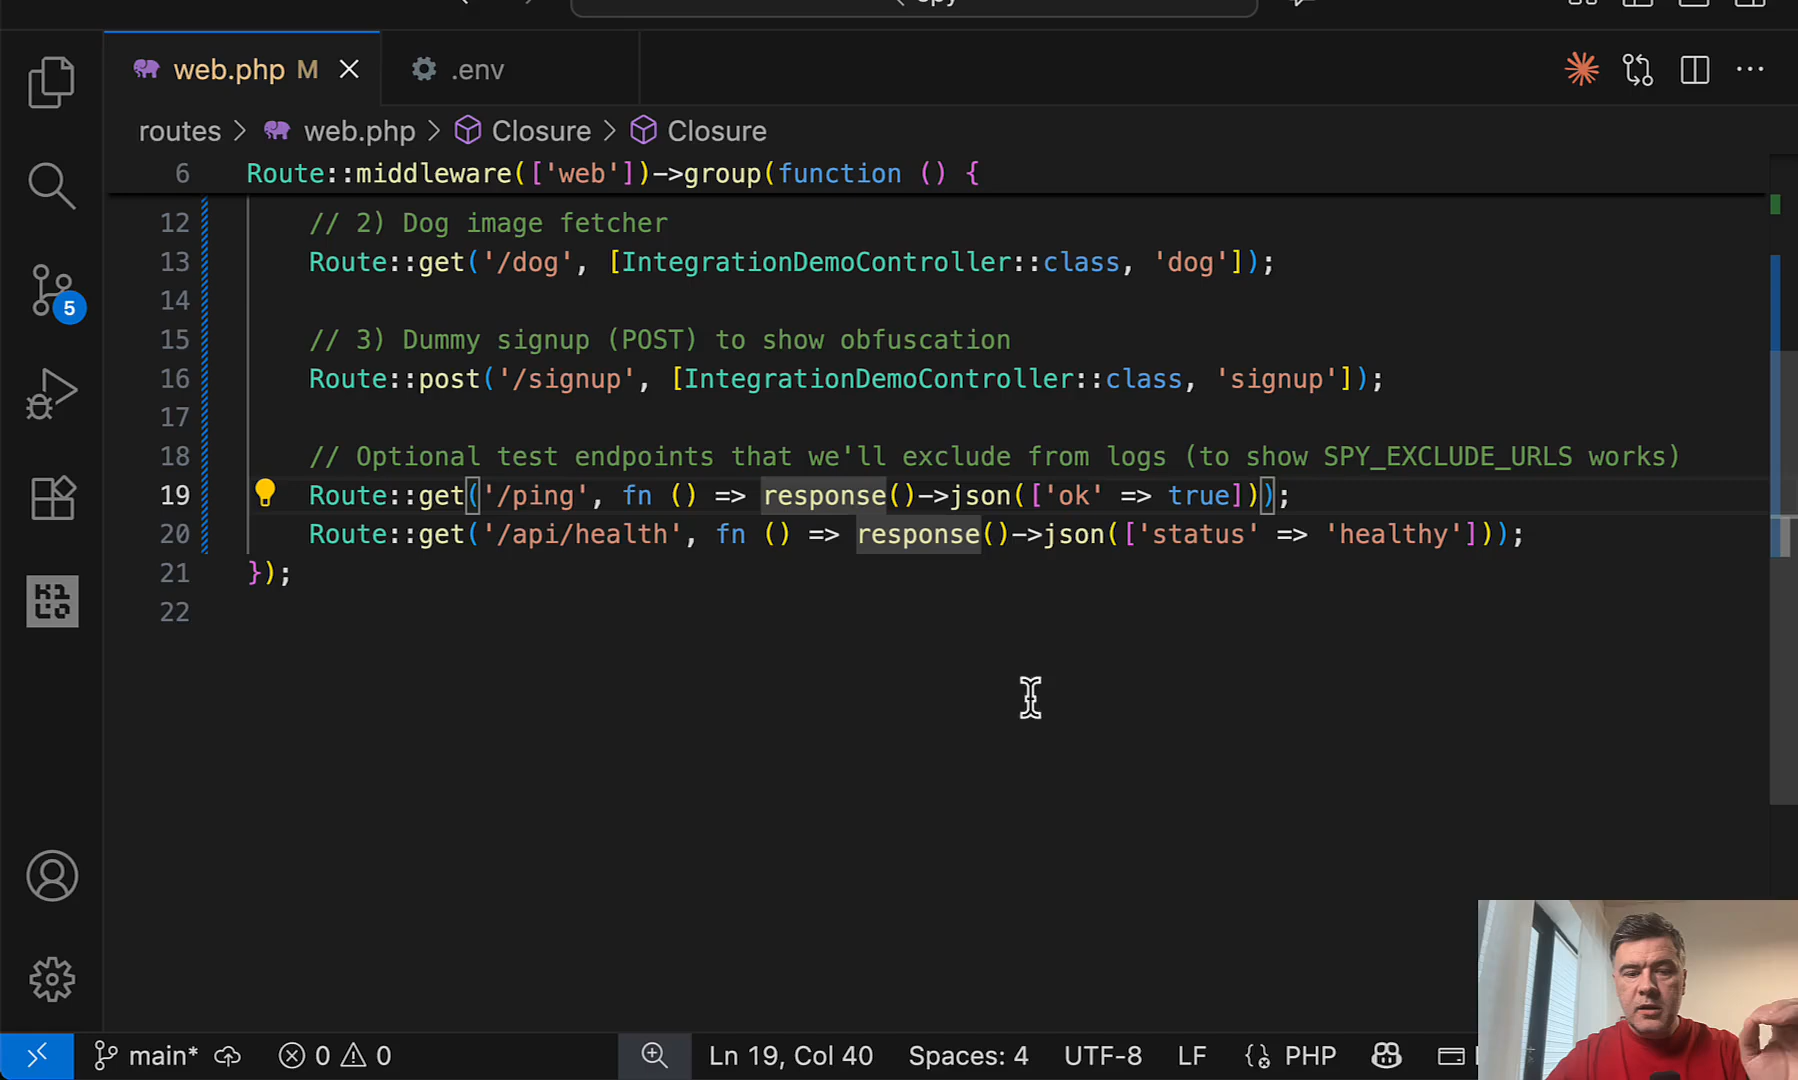 web.php M
.env
routes > web.php > Closure > Closure
6 Route::middleware(['web'])->group(function () {
12 // 2) Dog image fetcher
13 Route::get('/dog', [IntegrationDemoController::class, 'dog']);
14
15 // 3) Dummy signup (POST) to show obfuscation
16 Route::post('/signup', [IntegrationDemoController::class, 'signup']);
17
18 // Optional test endpoints that we'll exclude from logs (to show SPY_EXCLUDE_URLS works)
19 Route::get('/ping', fn () => response()->json(['ok' => true]));
20 Route::get('/api/health', fn () => response()->json(['status' => 'healthy']));
21 });
22
5
main* 0 0 Ln 19, Col 40 Spaces: 4 UTF-8 LF PHP